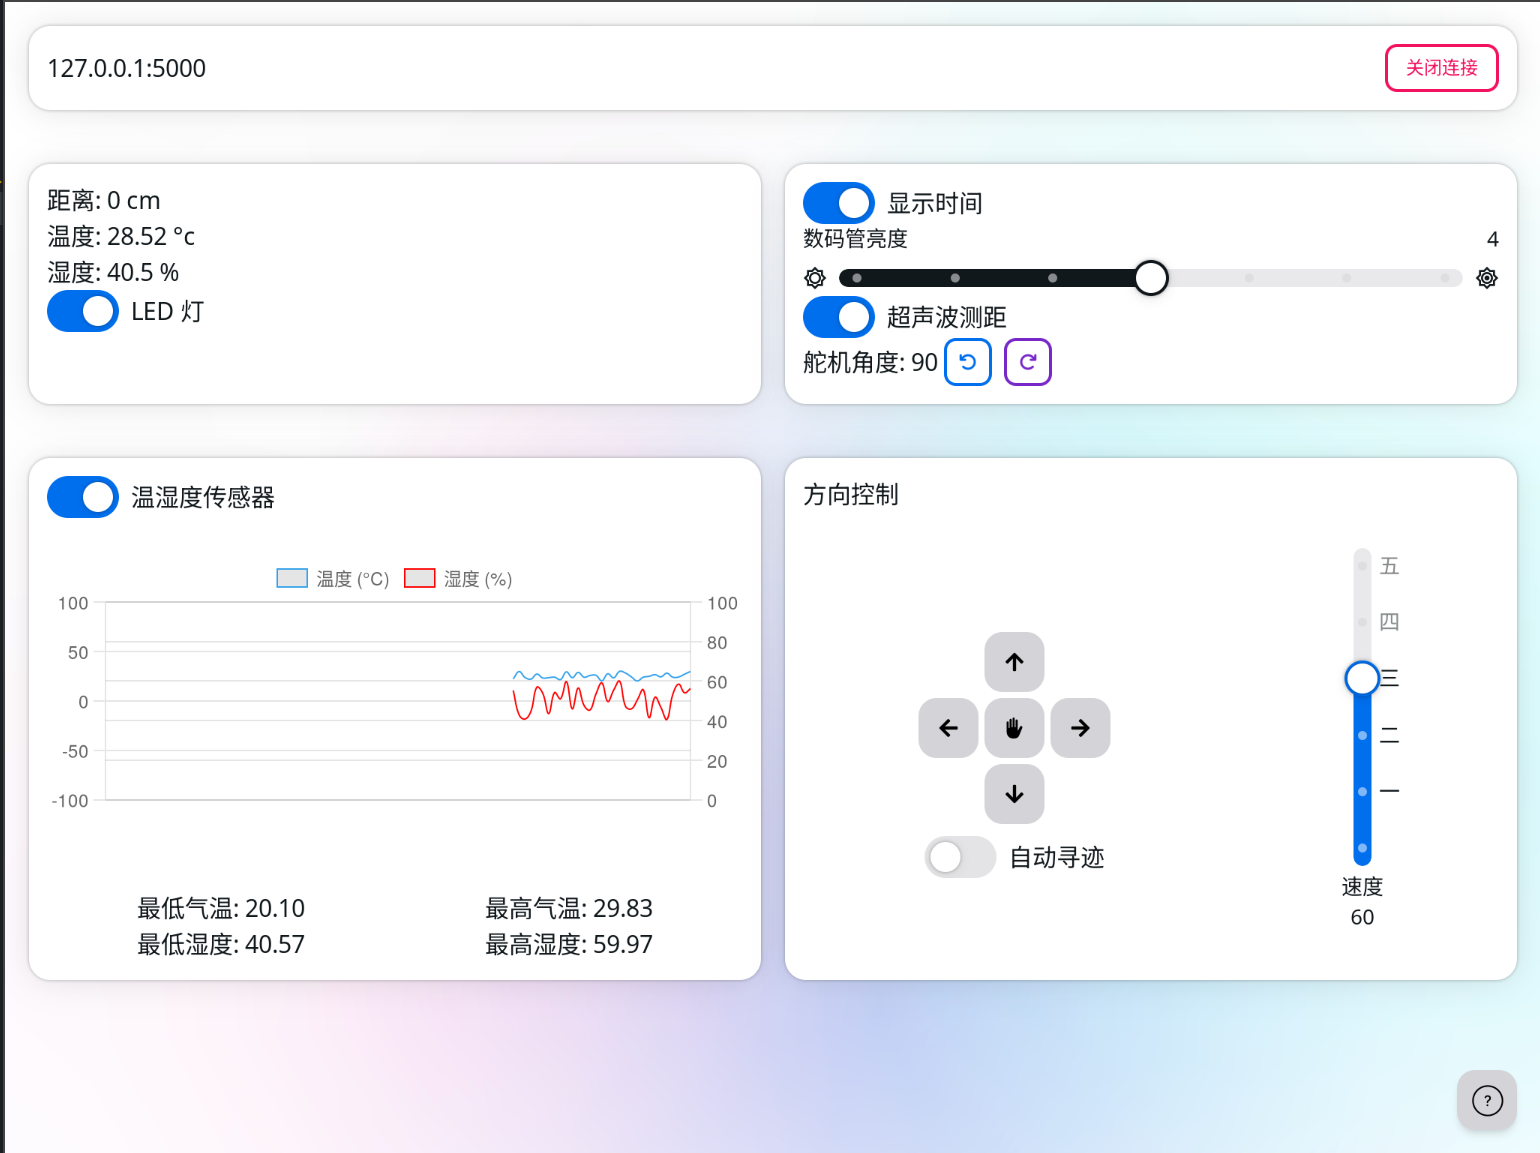 127.0.0.1:5000
关闭连接
距离: 0 cm
温度: 28.52 °c
湿度: 40.5 %
LED 灯
显示时间
数码管亮度 4
超声波测距
舵机角度: 90
温湿度传感器
温度 (°C) 湿度 (%)
100
50
0
-50
-100
100
80
60
40
20
0
最低气温: 20.10
最高气温: 29.83
最低湿度: 40.57
最高湿度: 59.97
方向控制
自动寻迹
五
四
三
二
一
速度
60
?